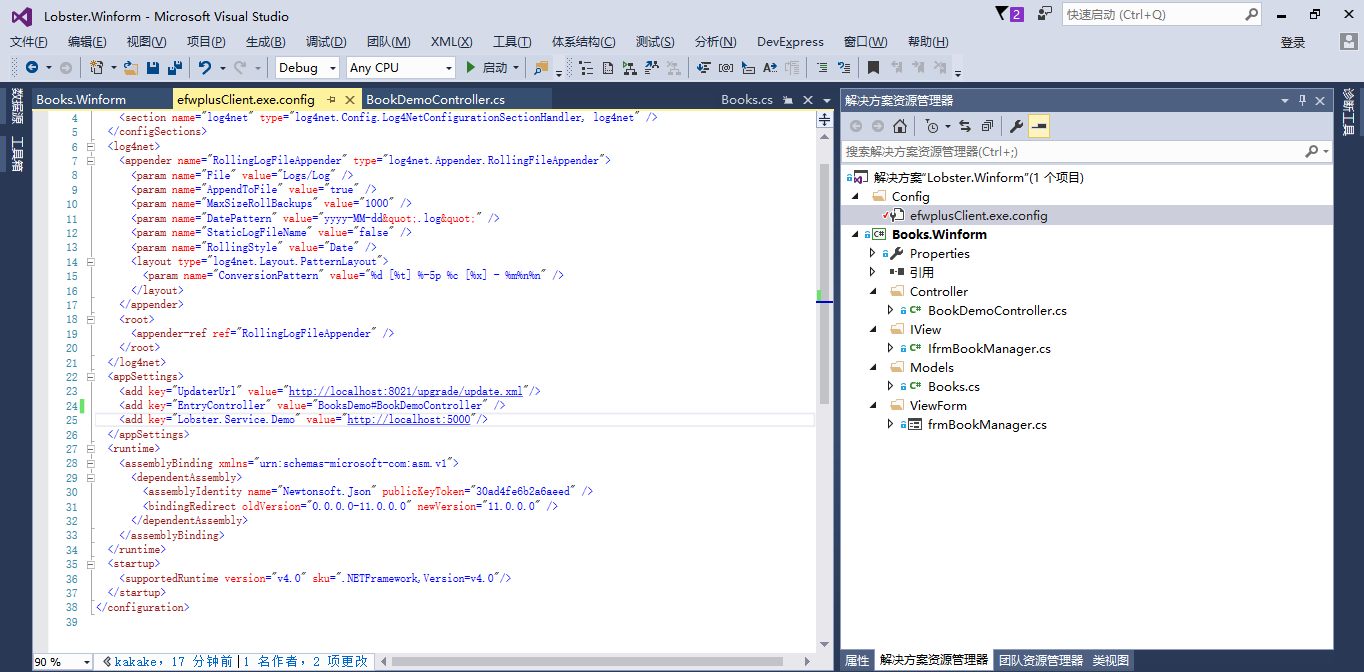 Lobster.Winform - Microsoft Visual Studio
2
快速启动 (Ctrl+Q)
文件(F) 编辑(E) 视图(V) 项目(P) 生成(B) 调试(D) 团队(M) XML(X) 工具(T) 体系结构(C) 测试(S) 分析(N) DevExpress 窗口(W) 帮助(H) 登录
Debug Any CPU 启动
数据源
工具箱
Books.Winform efwplusClient.exe.config BookDemoController.cs Books.cs
4 <section name="log4net" type="log4net.Config.Log4NetConfigurationSectionHandler, log4net" />
5 </configSections>
6 <log4net>
7 <appender name="RollingLogFileAppender" type="log4net.Appender.RollingFileAppender">
8 <param name="File" value="Logs/Log" />
9 <param name="AppendToFile" value="true" />
10 <param name="MaxSizeRollBackups" value="1000" />
11 <param name="DatePattern" value="yyyy-MM-dd&quot;.log&quot;" />
12 <param name="StaticLogFileName" value="false" />
13 <param name="RollingStyle" value="Date" />
14 <layout type="log4net.Layout.PatternLayout">
15 <param name="ConversionPattern" value="%d [%t] %-5p %c [%x] - %m%n%n" />
16 </layout>
17 </appender>
18 <root>
19 <appender-ref ref="RollingLogFileAppender" />
20 </root>
21 </log4net>
22 <appSettings>
23 <add key="UpdaterUrl" value="http://localhost:8021/upgrade/update.xml"/>
24 <add key="EntryController" value="BooksDemo#BookDemoController" />
25 <add key="Lobster.Service.Demo" value="http://localhost:5000"/>
26 </appSettings>
27 <runtime>
28 <assemblyBinding xmlns="urn:schemas-microsoft-com:asm.v1">
29 <dependentAssembly>
30 <assemblyIdentity name="Newtonsoft.Json" publicKeyToken="30ad4fe6b2a6aeed" />
31 <bindingRedirect oldVersion="0.0.0.0-11.0.0.0" newVersion="11.0.0.0" />
32 </dependentAssembly>
33 </assemblyBinding>
34 </runtime>
35 <startup>
36 <supportedRuntime version="v4.0" sku=".NETFramework,Version=v4.0"/>
37 </startup>
38 </configuration>
39
90 % kakake，17 分钟前 | 1 名作者，2 项更改
解决方案资源管理器
搜索解决方案资源管理器(Ctrl+;)
解决方案"Lobster.Winform"(1 个项目)
Config
efwplusClient.exe.config
C# Books.Winform
Properties
引用
Controller
C# BookDemoController.cs
IView
C# IfrmBookManager.cs
Models
C# Books.cs
ViewForm
frmBookManager.cs
属性 解决方案资源管理器 团队资源管理器 类视图
诊断工具